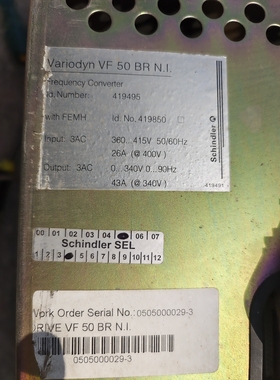 Variodyn VF 50 BR N.I.
Frequency Converter
Id. Number: 419495
with FEMH Id. No. 419850
Input: 3AC 360...415V 50/60Hz
26A (@ 400V)
Output: 3AC 0...340V 0...90Hz
43A (@ 340V)
Schindler
419491
00 01 02 03 04 06 07
Schindler SEL
1 2 3 5 6 7 8 9 10 11 12
Work Order Serial No.: 0505000029-3
DRIVE VF 50 BR N.I.
0505000029-3